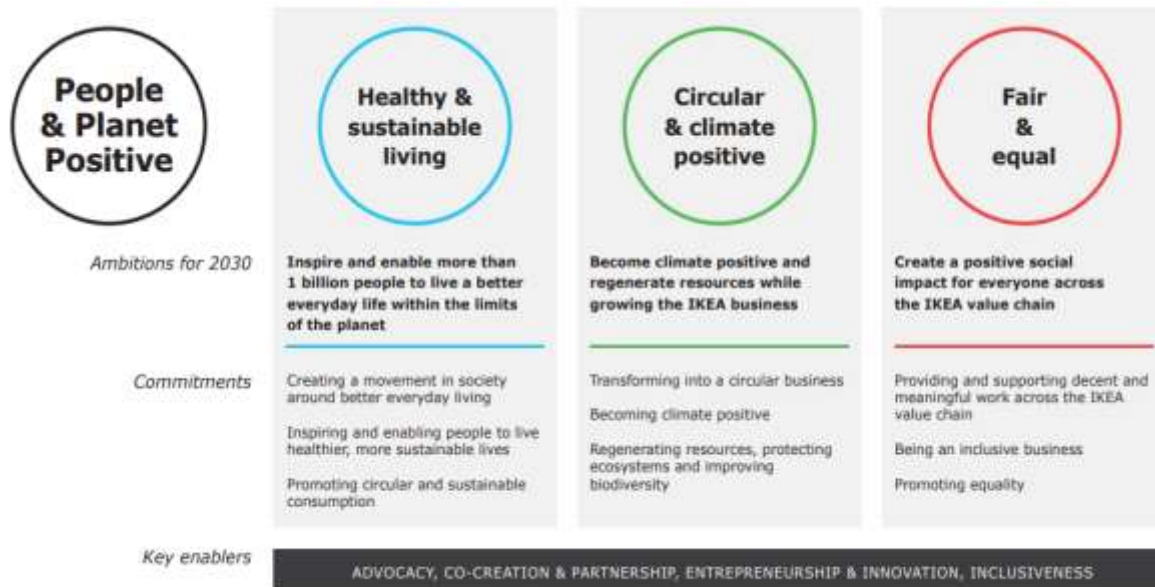 People
& Planet
Positive
Healthy &
sustainable
living
Circular
& climate
positive
Fair
&
equal
Ambitions for 2030
Inspire and enable more than
1 billion people to live a better
everyday life within the limits
of the planet
Become climate positive and
regenerate resources while
growing the IKEA business
Create a positive social
impact for everyone across
the IKEA value chain
Commitments
Creating a movement in society
around better everyday living
Inspiring and enabling people to live
healthier, more sustainable lives
Promoting circular and sustainable
consumption
Transforming into a circular business
Becoming climate positive
Regenerating resources, protecting
ecosystems and improving
biodiversity
Providing and supporting decent and
meaningful work across the IKEA
value chain
Being an inclusive business
Promoting equality
Key enablers
ADVOCACY, CO-CREATION & PARTNERSHIP, ENTREPRENEURSHIP & INNOVATION, INCLUSIVENESS